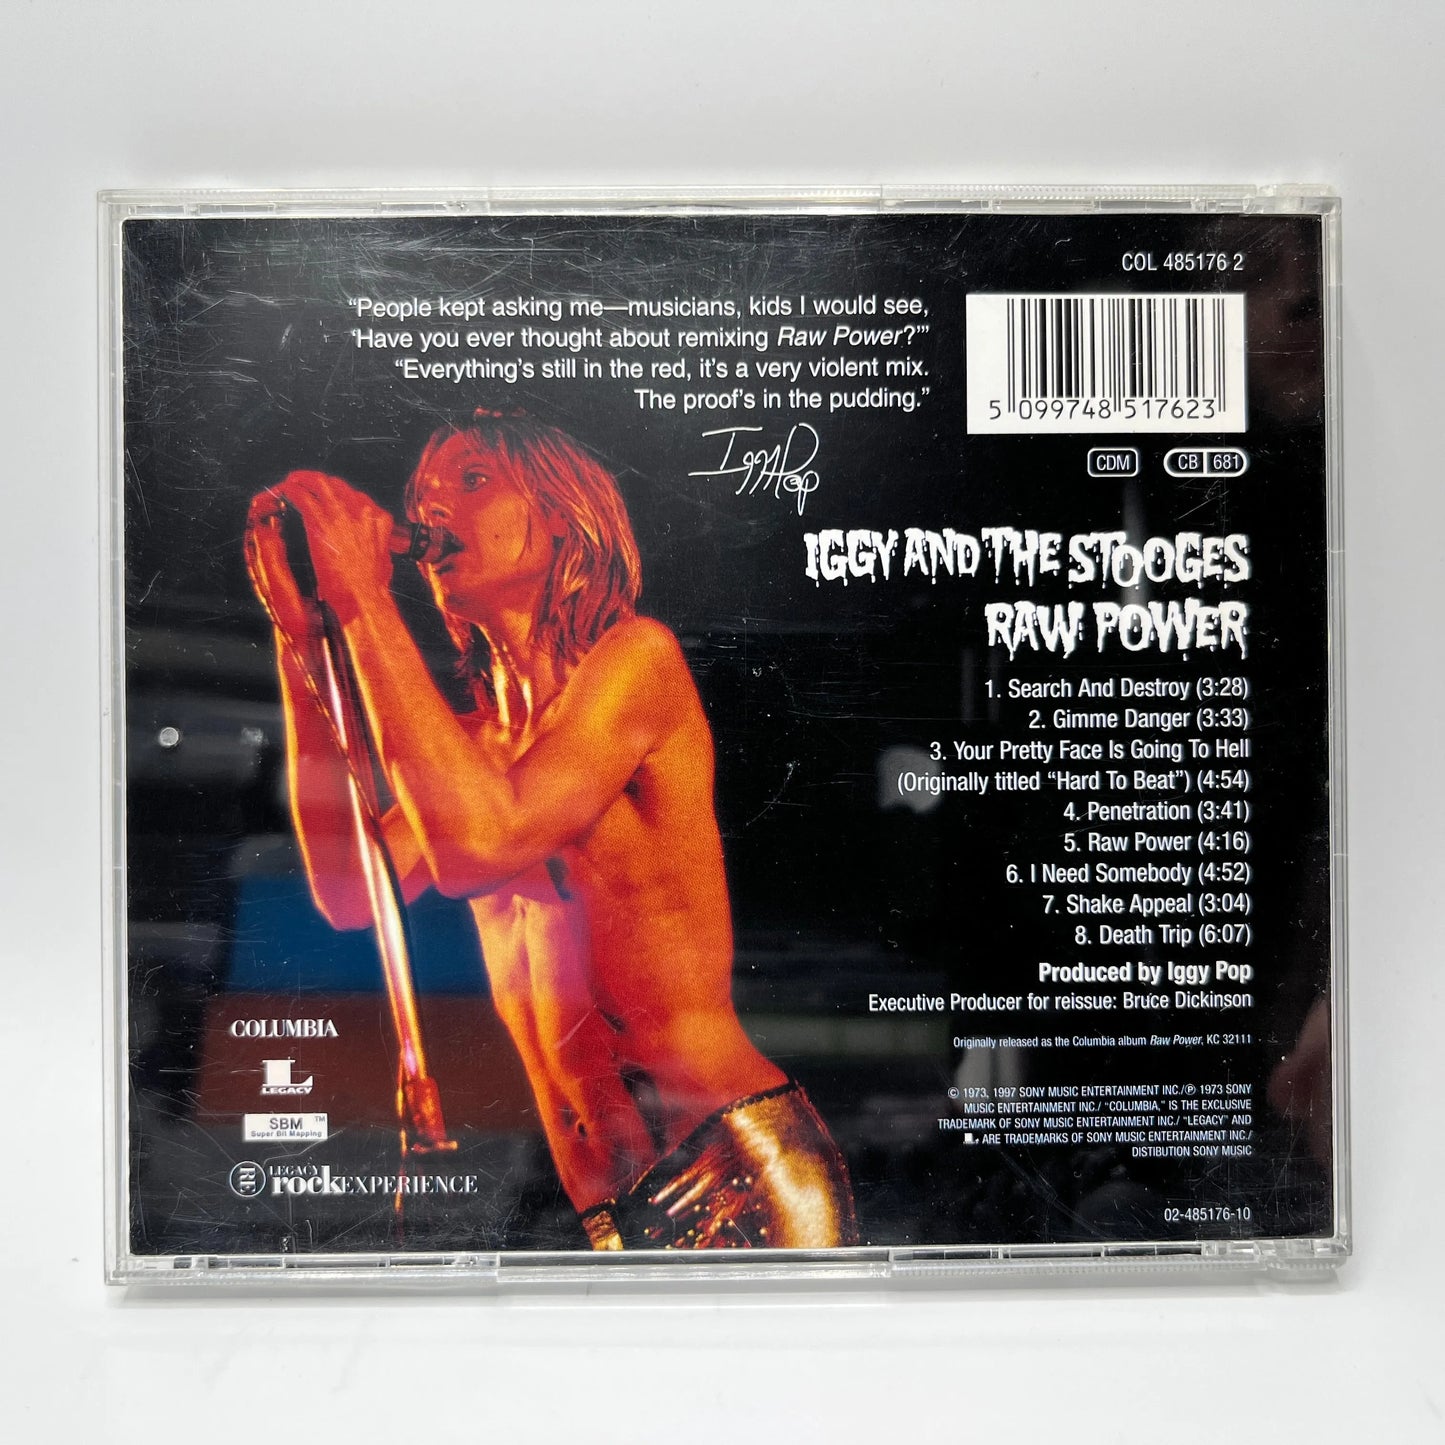 COL 485176 2
“People kept asking me—musicians, kids I would see,
‘Have you ever thought about remixing Raw Power?’”
“Everything’s still in the red, it’s a very violent mix.
The proof’s in the pudding.”
Iggy Pop
5 099748 517623
CDM CB 681
IGGY AND THE STOOGES
RAW POWER
1. Search And Destroy (3:28)
2. Gimme Danger (3:33)
3. Your Pretty Face Is Going To Hell
(Originally titled “Hard To Beat”) (4:54)
4. Penetration (3:41)
5. Raw Power (4:16)
6. I Need Somebody (4:52)
7. Shake Appeal (3:04)
8. Death Trip (6:07)
Produced by Iggy Pop
Executive Producer for reissue: Bruce Dickinson
Originally released as the Columbia album Raw Power, KC 32111
© 1973, 1997 SONY MUSIC ENTERTAINMENT INC./℗ 1973 SONY
MUSIC ENTERTAINMENT INC./ “COLUMBIA,” IS THE EXCLUSIVE
TRADEMARK OF SONY MUSIC ENTERTAINMENT INC./ “LEGACY” AND
L, ARE TRADEMARKS OF SONY MUSIC ENTERTAINMENT INC./
DISTIBUTION SONY MUSIC
02-485176-10
COLUMBIA
L
LEGACY
SBM™
Super Bit Mapping
RE LEGACY
rock EXPERIENCE